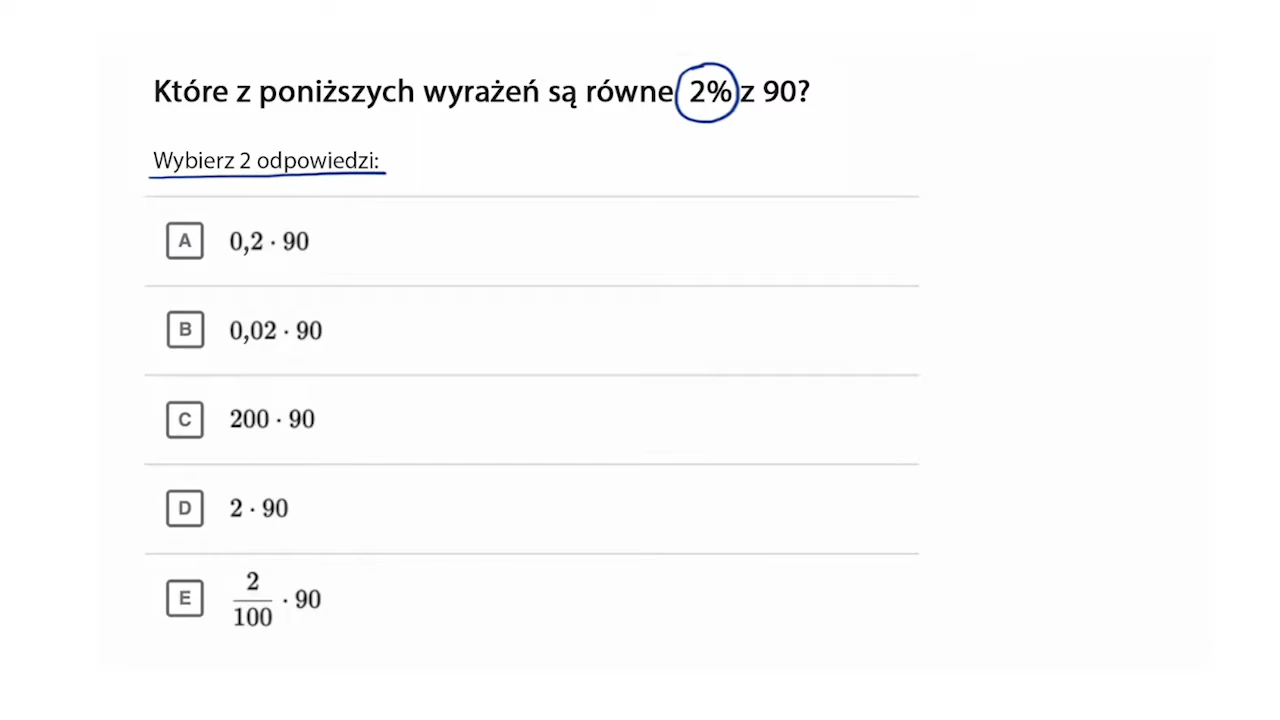 Które z poniższych wyrażeń są równe 2% z 90?
Wybierz 2 odpowiedzi:
A 0,2 · 90
B 0,02 · 90
C 200 · 90
D 2 · 90
E 2/100 · 90